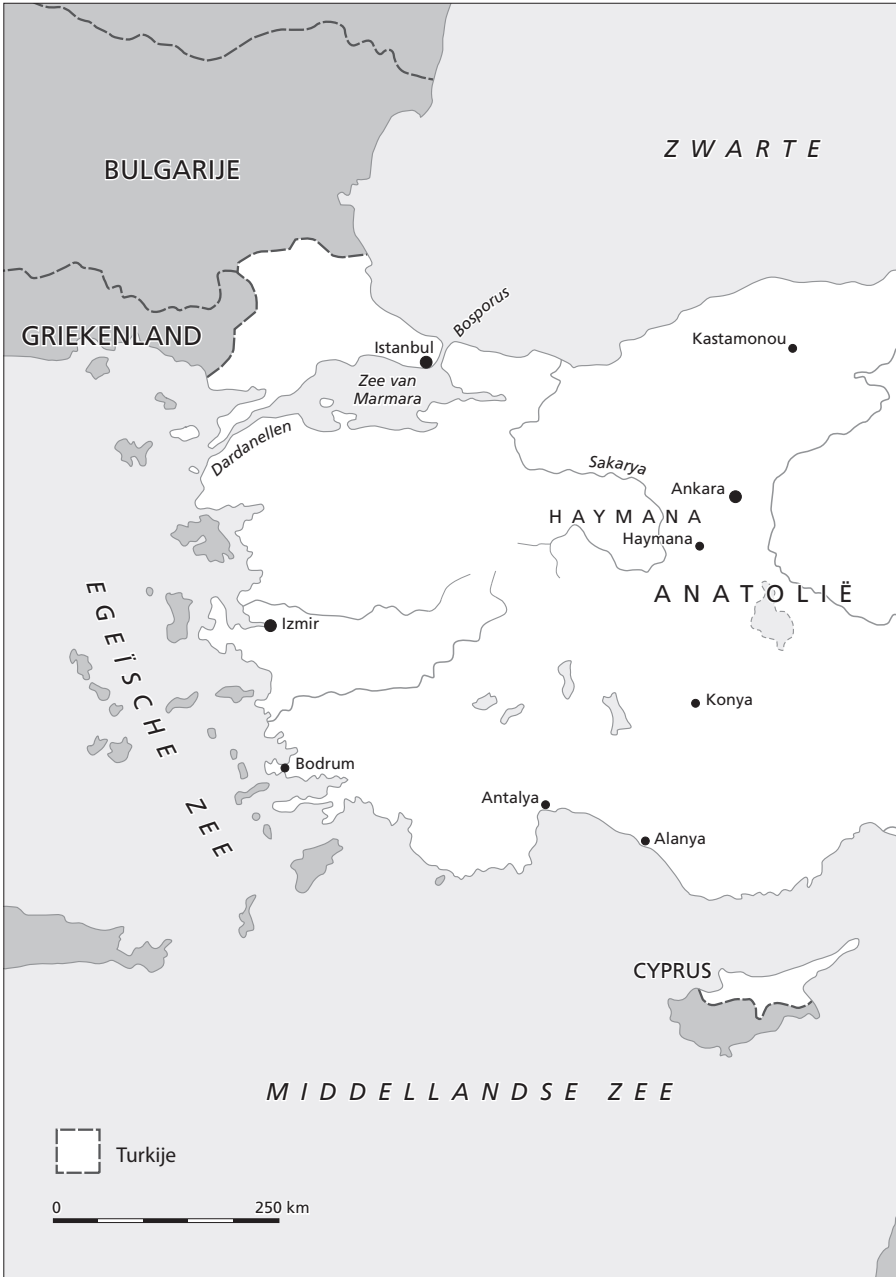 ZWARTE
BULGARIJE
Bosporus
GRIEKENLAND
Istanbul
Kastamonou
Zee van
Marmara
Dardanellen
Sakarya
Ankara
HAYMANA
Haymana
ANATOLIË
EGEÏSCHE ZEE
Izmir
Konya
Bodrum
Antalya
Alanya
CYPRUS
MIDDELLANDSE ZEE
Turkije
0 250 km